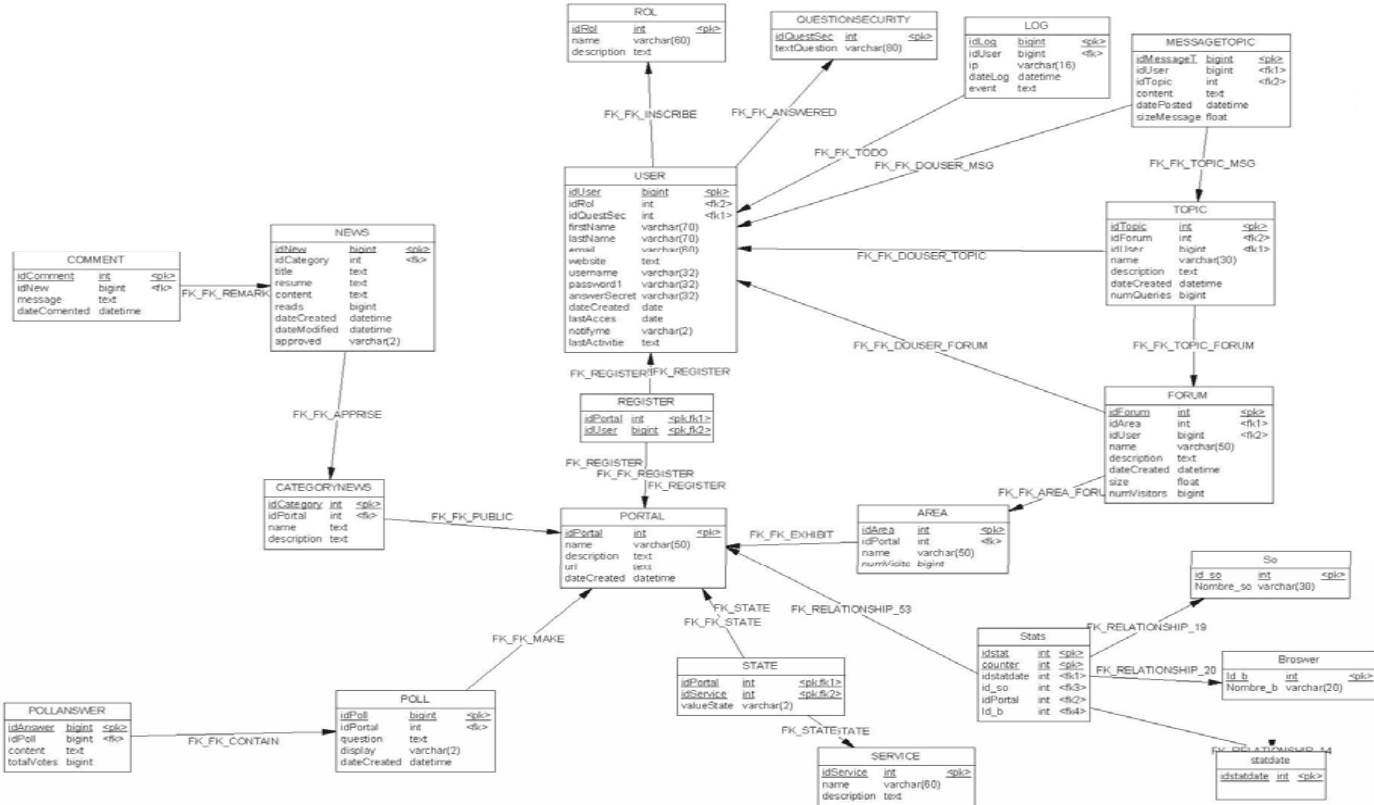 ROL
idRol int <pk>
name varchar(60)
description text
QUESTIONSECURITY
idQuestSec int <pk>
textQuestion varchar(80)
LOG
idLog bigint <pk>
idUser bigint <fk>
ip varchar(16)
dateLog datetime
event text
MESSAGETOPIC
idMessageT bigint <pk>
idUser bigint <fk1>
idTopic int <fk2>
content text
datePosted datetime
sizeMessage float
FK_FK_INSCRIBE
FK_FK_ANSWERED
FK_FK_TODO
FK_FK_DOUSER_MSG
FK_FK_TOPIC_MSG
USER
idUser bigint <pk>
idRol int <fk2>
idQuestSec int <fk1>
firstName varchar(70)
lastName varchar(70)
email varchar(60)
website text
username varchar(32)
password1 varchar(32)
answerSecret varchar(32)
dateCreated date
lastAcces date
notifyme varchar(2)
lastActivitie text
TOPIC
idTopic int <pk>
idForum int <fk2>
idUser bigint <fk1>
name varchar(30)
description text
dateCreated datetime
numQueries bigint
FK_FK_DOUSER_TOPIC
NEWS
idNew bigint <pk>
idCategory int <fk>
title text
resume text
content text
reads bigint
dateCreated datetime
dateModified datetime
approved varchar(2)
COMMENT
idComment int <pk>
idNew bigint <fk>
message text
dateComented datetime
FK_FK_REMARK
FK_FK_DOUSER_FORUM
FK_FK_TOPIC_FORUM
FK_REGISTER
FK_REGISTER
REGISTER
idPortal int <pk,fk1>
idUser bigint <pk,fk2>
FORUM
idForum int <pk>
idArea int <fk1>
idUser bigint <fk2>
name varchar(50)
description text
dateCreated datetime
size float
numVisitors bigint
FK_FK_APPRISE
FK_REGISTER
FK_FK_REGISTER
FK_REGISTER
FK_FK_AREA_FORU
CATEGORYNEWS
idCategory int <pk>
idPortal int <fk>
name text
description text
FK_FK_PUBLIC
PORTAL
idPortal int <pk>
name varchar(50)
description text
url text
dateCreated datetime
FK_FK_EXHIBIT
AREA
idArea int <pk>
idPortal int <fk>
name varchar(50)
numVisits bigint
So
id_so int <pk>
Nombre_so varchar(30)
FK_STATE
FK_FK_STATE
FK_RELATIONSHIP_53
FK_RELATIONSHIP_19
FK_FK_MAKE
Stats
idstat int <pk>
counter int <pk>
idstatdate int <fk1>
id_so int <fk3>
idPortal int <fk2>
Id_b int <fk4>
FK_RELATIONSHIP_20
Broswer
Id_b int <pk>
Nombre_b varchar(20)
STATE
idPortal int <pk,fk1>
idService int <pk,fk2>
valueState varchar(2)
POLL
idPoll bigint <pk>
idPortal int <fk>
question text
display varchar(2)
dateCreated datetime
POLLANSWER
idAnswer bigint <pk>
idPoll bigint <fk>
content text
totalVotes bigint
FK_FK_CONTAIN
FK_STATE
SERVICE
idService int <pk>
name varchar(60)
description text
FK_RELATIONSHIP_14
statdate
idstatdate int <pk>